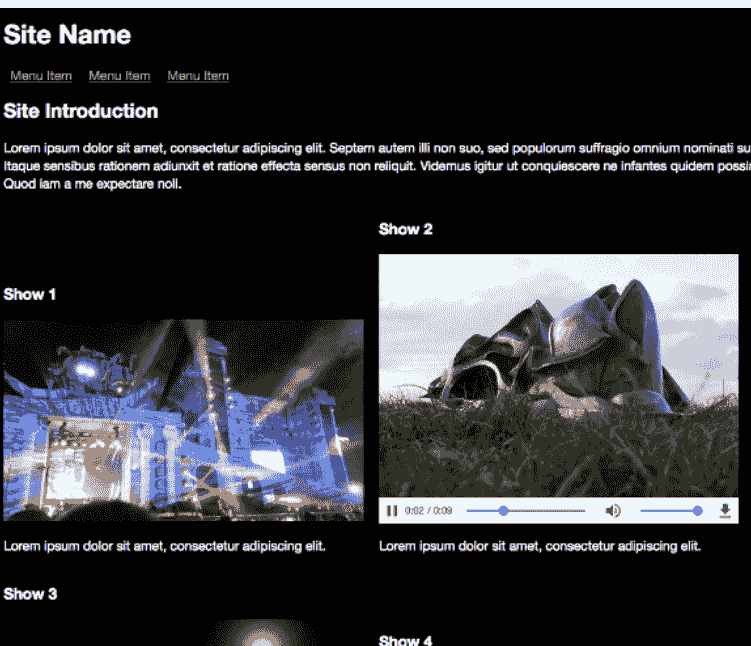 Site Name
Menu Item Menu Item Menu Item
Site Introduction
Lorem ipsum dolor sit amet, consectetur adipiscing elit. Septem autem illi non suo, sed populorum suffragio omnium nominati su
Itaque sensibus rationem adiunxit et ratione effecta sensus non reliquit. Videmus igitur ut conquiescere ne infantes quidem possin
Quod iam a me expectare noll.
Show 2
Show 1
0:02 / 0:09
Lorem ipsum dolor sit amet, consectetur adipiscing elit.
Lorem ipsum dolor sit amet, consectetur adipiscing elit.
Show 3
Show 4